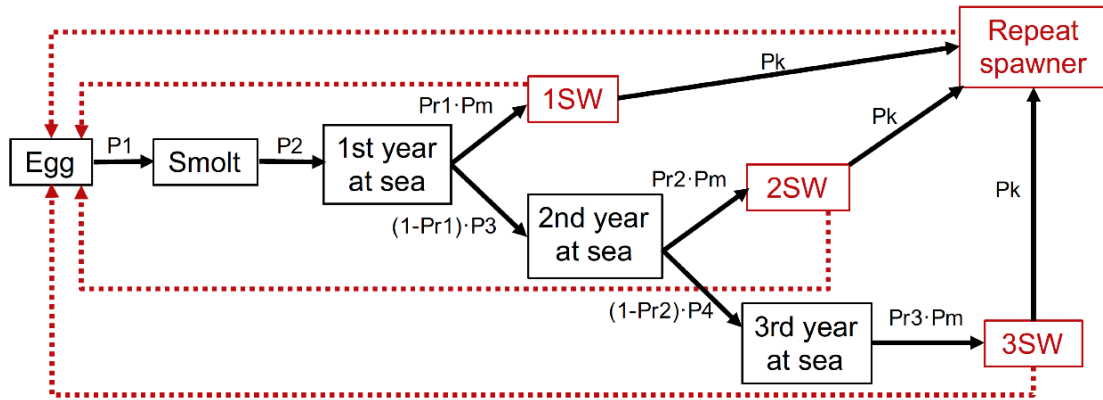 Repeat
spawner
Pk
1SW
Pr1·Pm
Pk
P1
P2
1st year
at sea
Egg
Smolt
Pr2·Pm
2SW
Pk
(1-Pr1)·P3
2nd year
at sea
(1-Pr2)·P4
3rd year
at sea
Pr3·Pm
3SW